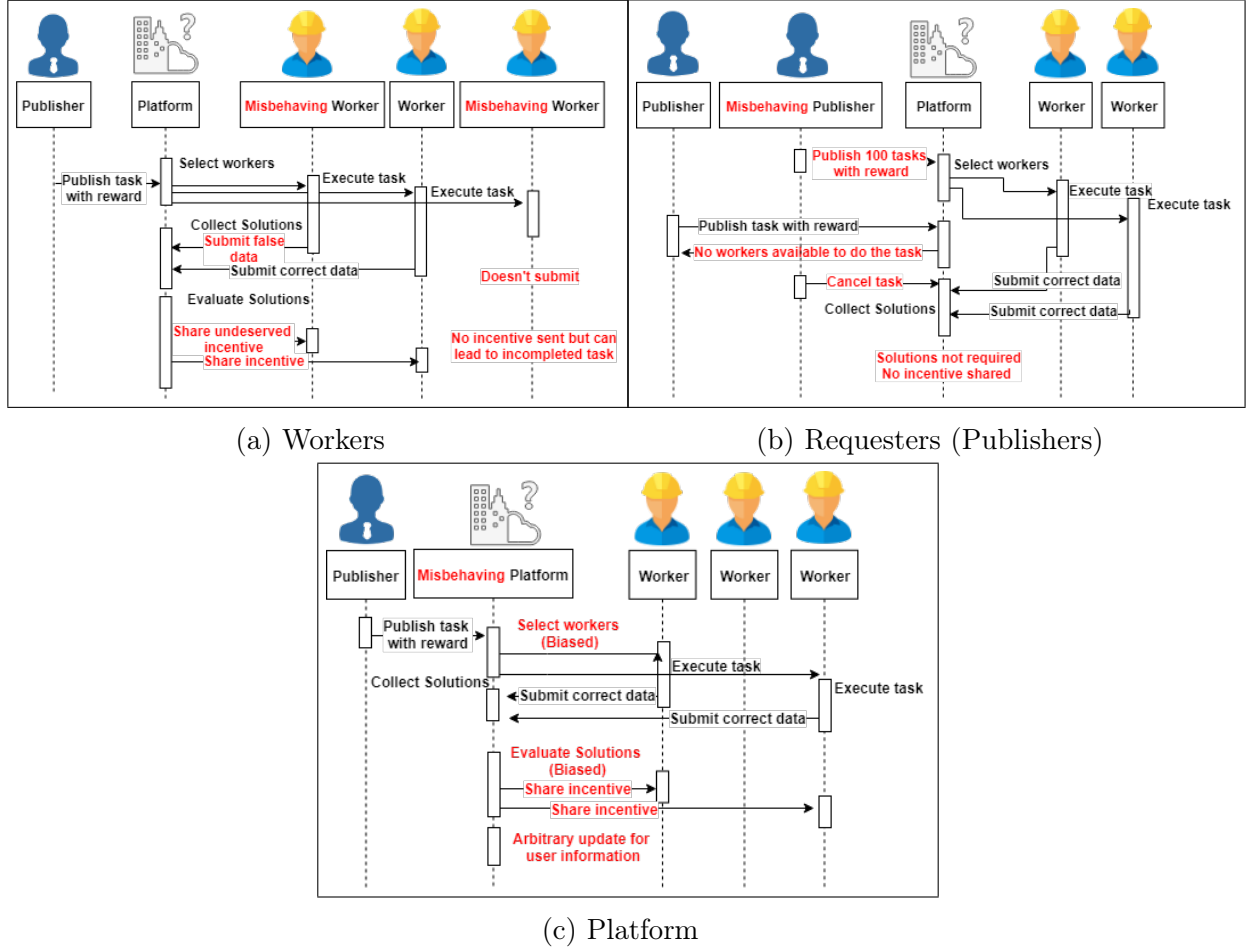 Publisher
Platform
Misbehaving Worker
Worker
Misbehaving Worker
Select workers
Publish task
with reward
Execute task
Execute task
Collect Solutions
Submit false
data
Submit correct data
Doesn't submit
Evaluate Solutions
Share undeserved
incentive
Share incentive
No incentive sent but can
lead to incompleted task
(a) Workers
Publisher
Misbehaving Publisher
Platform
Worker
Worker
Publish 100 tasks
with reward
Select workers
Execute task
Execute task
Publish task with reward
No workers available to do the task
Cancel task
Submit correct data
Collect Solutions
Submit correct data
Solutions not required
No incentive shared
(b) Requesters (Publishers)
?
?
Publisher
Misbehaving Platform
Worker
Worker
Worker
Publish task
with reward
Select workers
(Biased)
Execute task
Collect Solutions
Execute task
Submit correct data
Submit correct data
Evaluate Solutions
(Biased)
Share incentive
Share incentive
Arbitrary update for
user information
?
(c) Platform